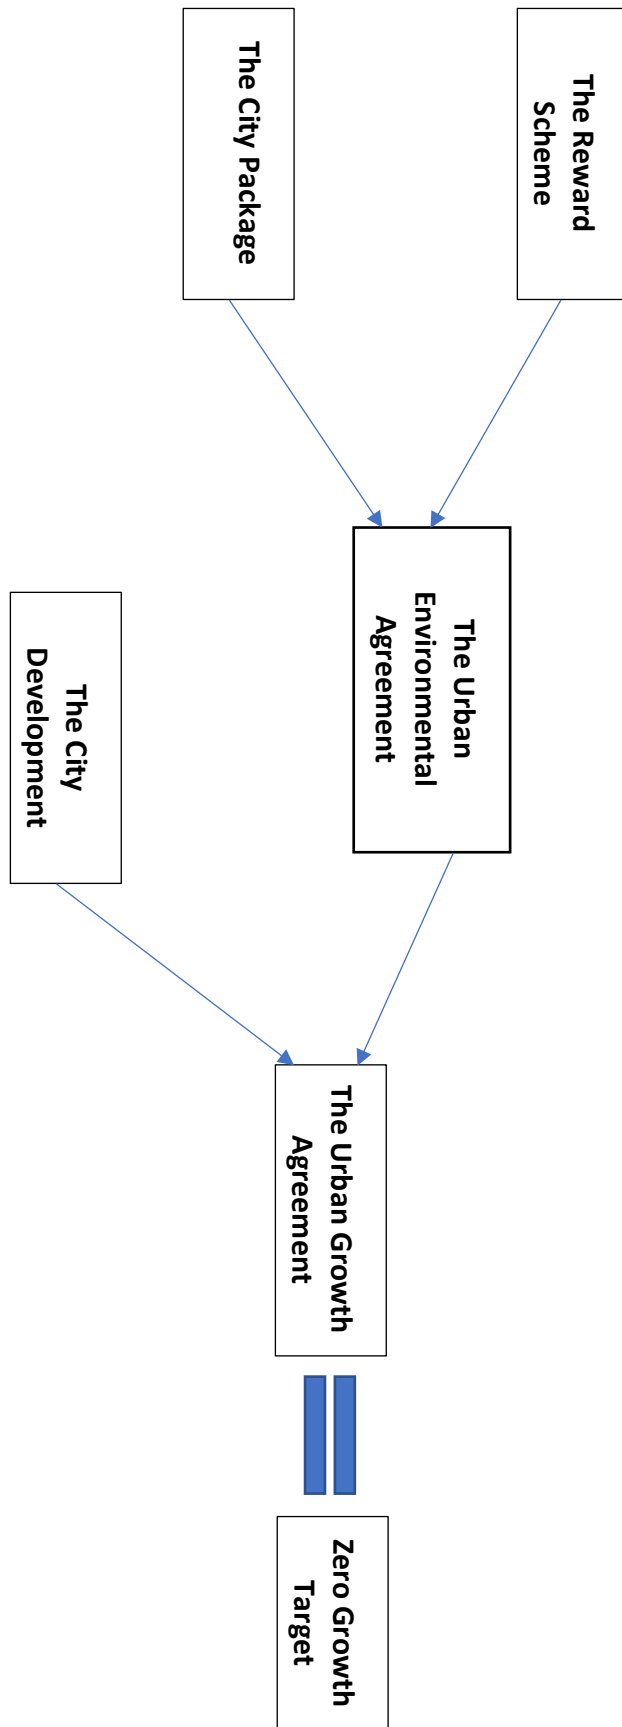 The Reward
Scheme
The City Package
The Urban
Environmental
Agreement
The City
Development
The Urban Growth
Agreement
Zero Growth
Target